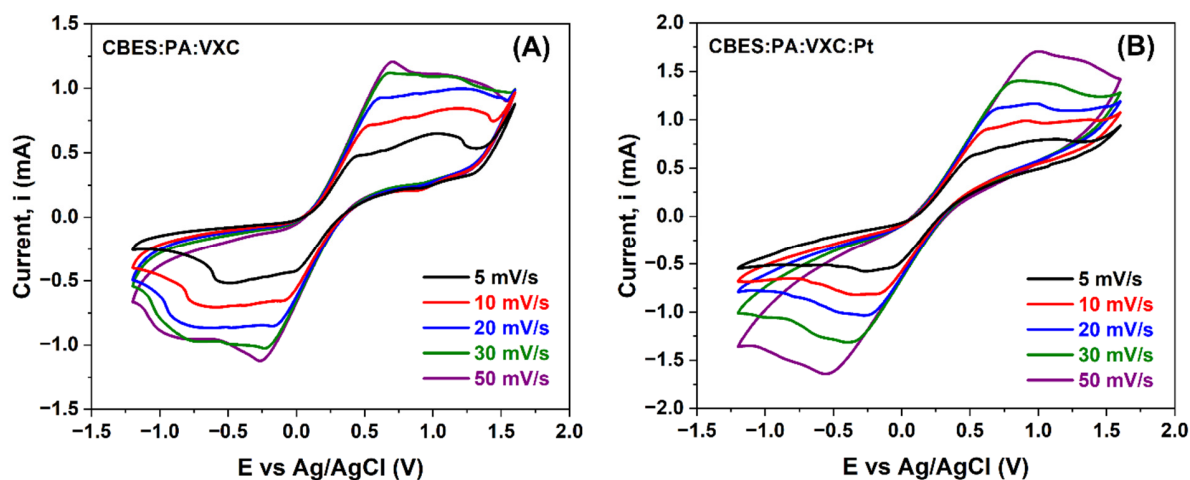 CBES:PA:VXC
(A)
Current, i (mA)
1.5
1.0
0.5
0.0
−0.5
−1.0
−1.5
5 mV/s
10 mV/s
20 mV/s
30 mV/s
50 mV/s
−1.5 −1.0 −0.5 0.0 0.5 1.0 1.5 2.0
E vs Ag/AgCl (V)
CBES:PA:VXC:Pt
(B)
Current, i (mA)
2.0
1.5
1.0
0.5
0.0
−0.5
−1.0
−1.5
−2.0
5 mV/s
10 mV/s
20 mV/s
30 mV/s
50 mV/s
−1.5 −1.0 −0.5 0.0 0.5 1.0 1.5 2.0
E vs Ag/AgCl (V)